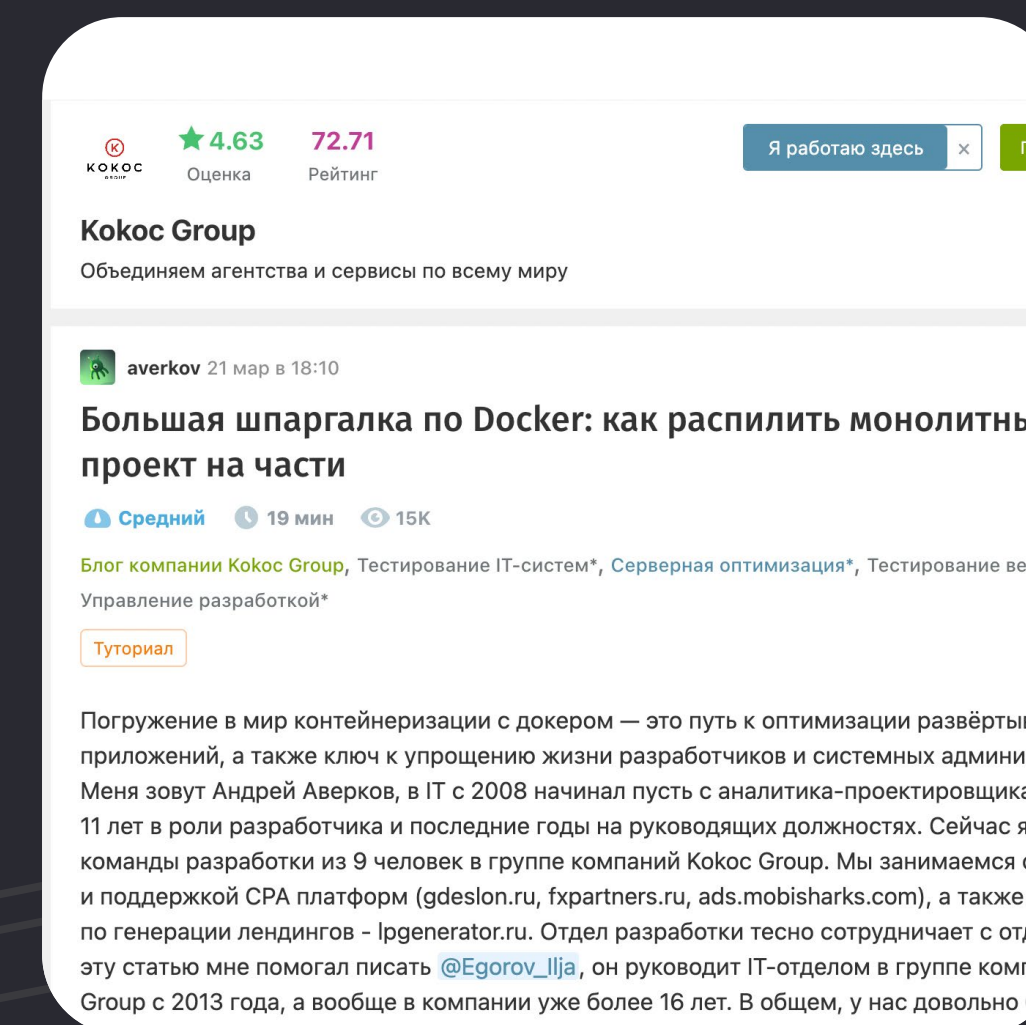 KOKOC
GROUP
4.63
Оценка
72.71
Рейтинг
Я работаю здесь
Kokoc Group
Объединяем агентства и сервисы по всему миру
averkov 21 мар в 18:10
Большая шпаргалка по Docker: как распилить монолитны
проект на части
Средний 19 мин 15K
Блог компании Kokoc Group, Тестирование IT-систем*, Серверная оптимизация*, Тестирование ве
Управление разработкой*
Туториал
Погружение в мир контейнеризации с докером — это путь к оптимизации развёрты
приложений, а также ключ к упрощению жизни разработчиков и системных админи
Меня зовут Андрей Аверков, в IT с 2008 начинал пусть с аналитика-проектировщика
11 лет в роли разработчика и последние годы на руководящих должностях. Сейчас я
команды разработки из 9 человек в группе компаний Kokoc Group. Мы занимаемся
и поддержкой CPA платформ (gdeslon.ru, fxpartners.ru, ads.mobisharks.com), а также
по генерации лендингов - lpgenerator.ru. Отдел разработки тесно сотрудничает с от
эту статью мне помогал писать @Egorov_Ilja, он руководит IT-отделом в группе ком
Group с 2013 года, а вообще в компании уже более 16 лет. В общем, у нас довольно